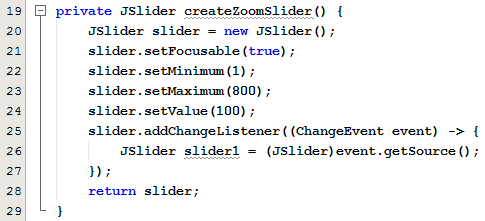 19 private JSlider createZoomSlider() {
20 JSlider slider = new JSlider();
21 slider.setFocusable(true);
22 slider.setMinimum(1);
23 slider.setMaximum(800);
24 slider.setValue(100);
25 slider.addChangeListener((ChangeEvent event) -> {
26 JSlider slider1 = (JSlider)event.getSource();
27 });
28 return slider;
29 }